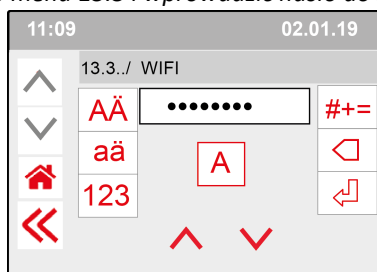 11:09 02.01.19
13.3../ WIFI
AÄ •••••••• #+=
aä A
123